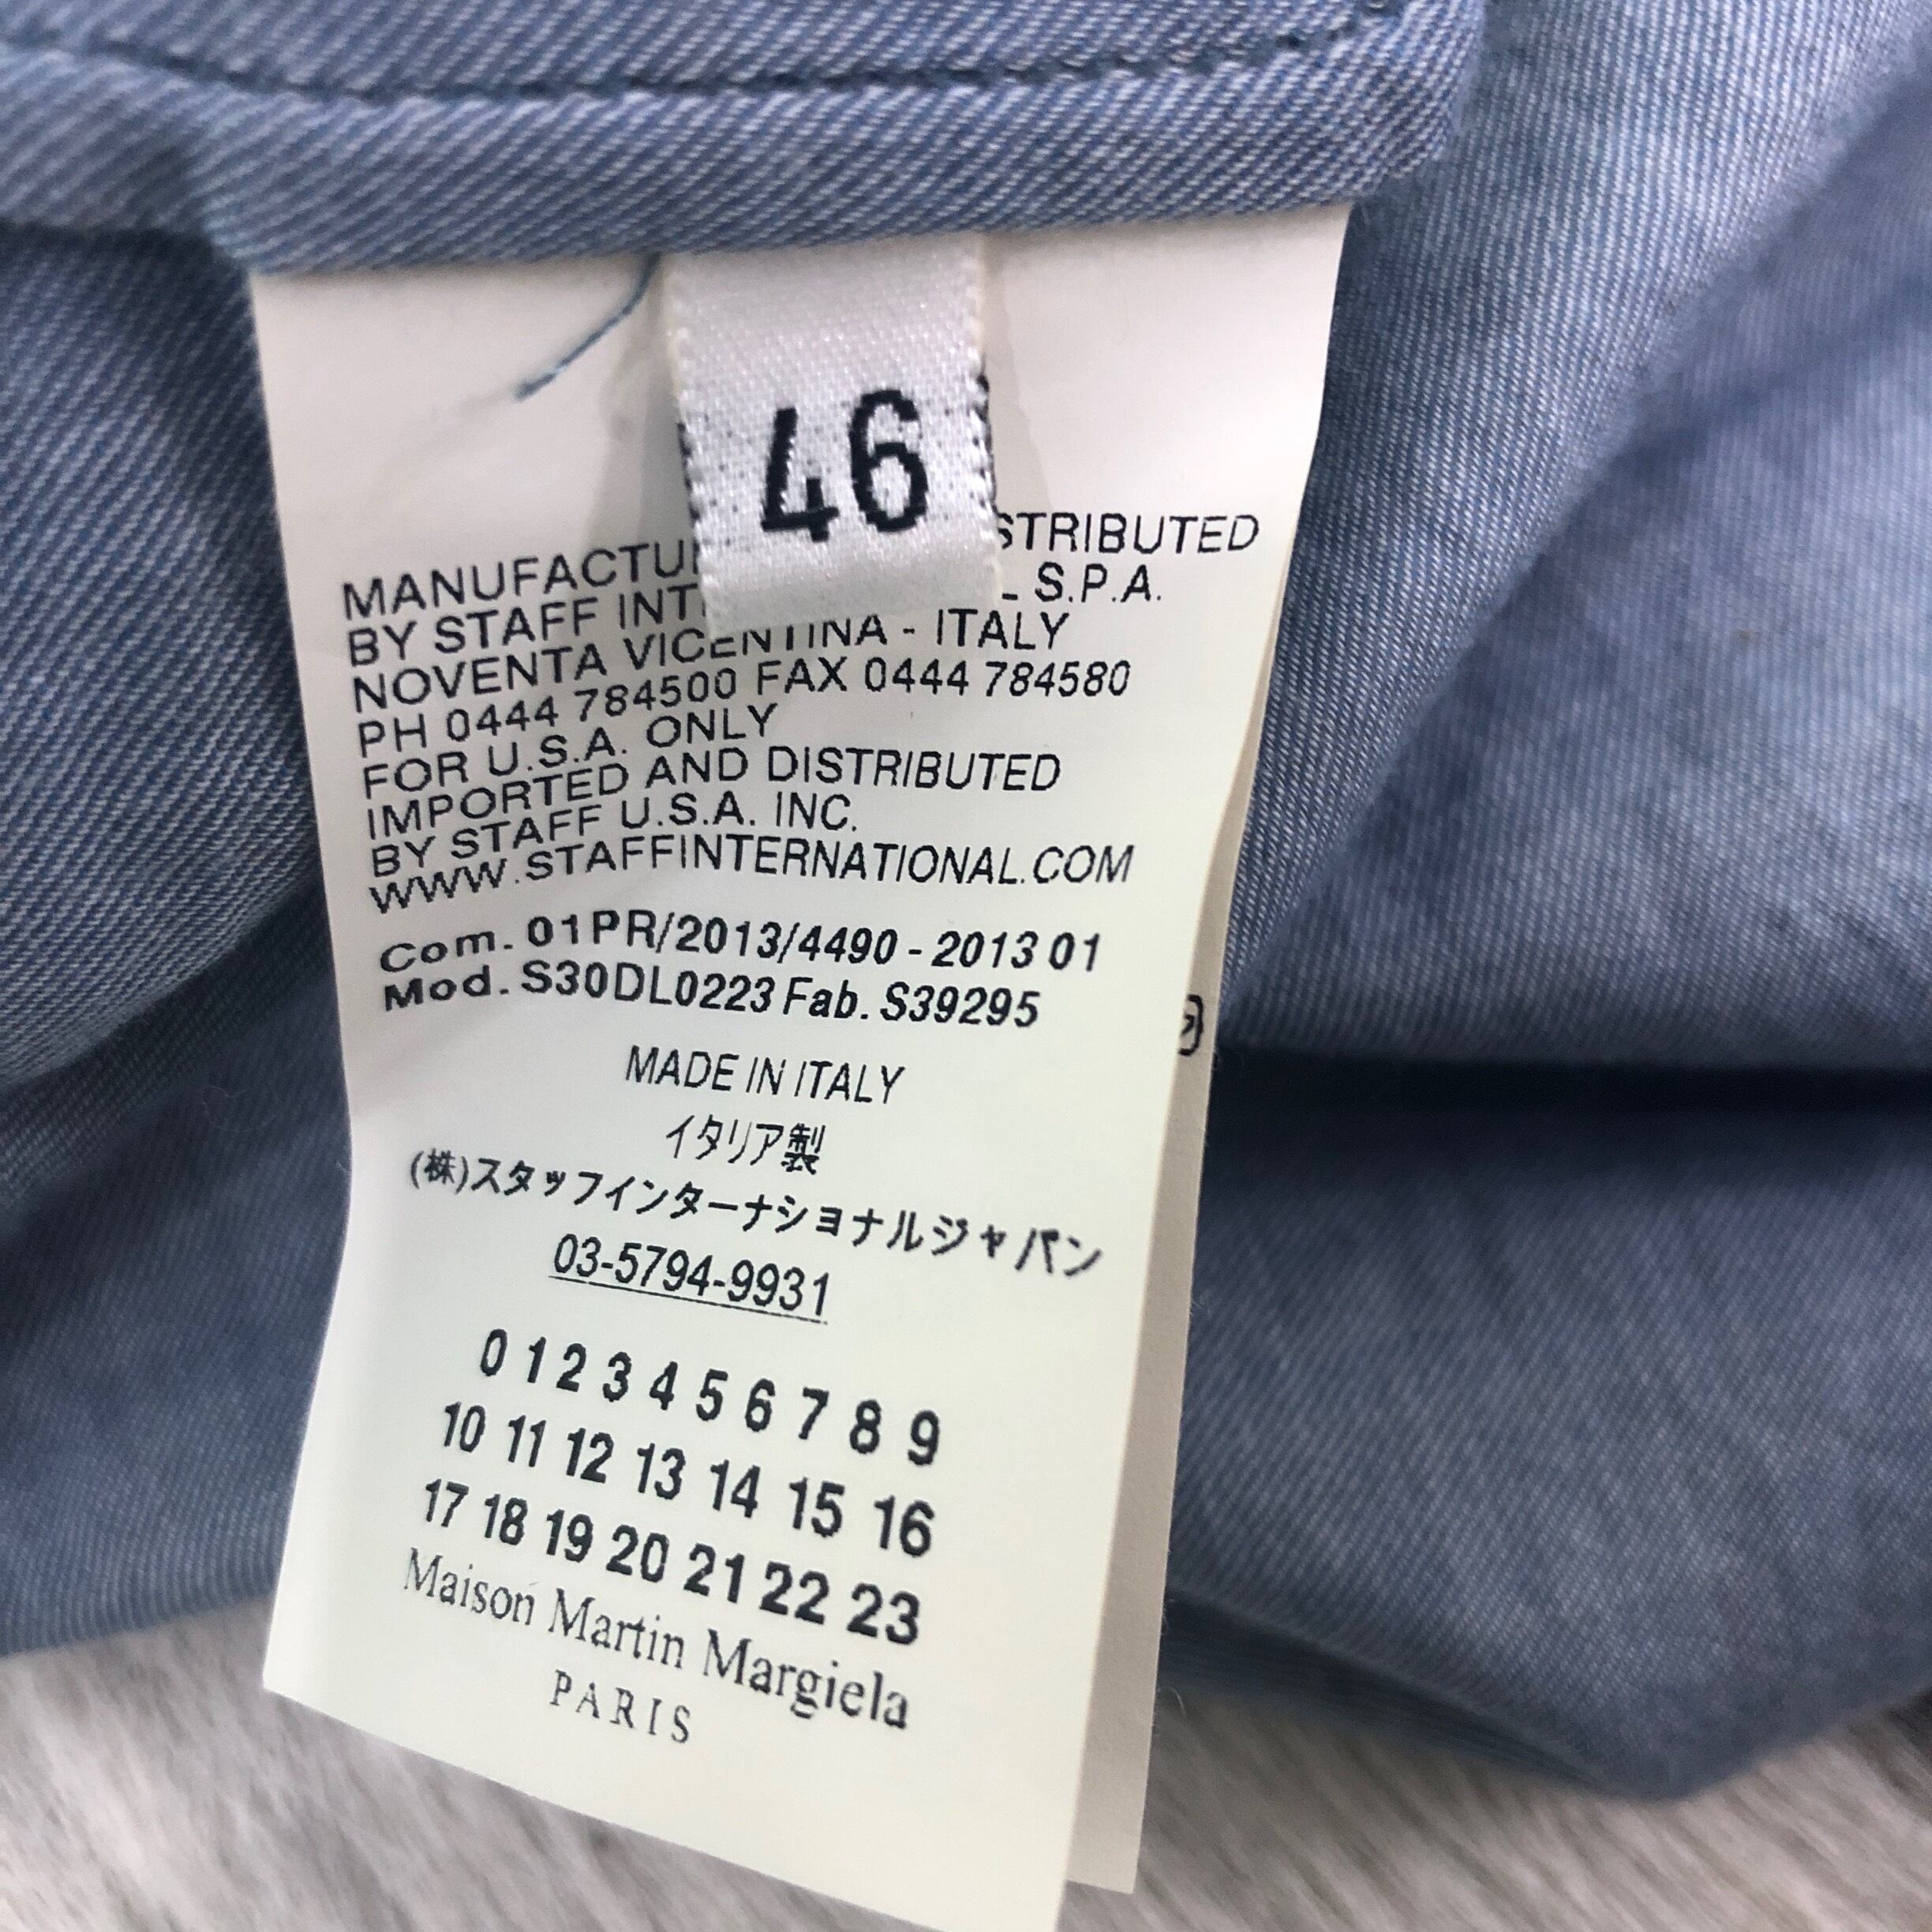 46
MANUFACTU STRIBUTED
BY STAFF INT L S.P.A.
NOVENTA VICENTINA - ITALY
PH 0444 784500 FAX 0444 784580
FOR U.S.A. ONLY
IMPORTED AND DISTRIBUTED
BY STAFF U.S.A. INC.
WWW.STAFFINTERNATIONAL.COM
Com. 01PR/2013/4490 - 2013 01
Mod. S30DL0223 Fab. S39295
MADE IN ITALY
イタリア製
(株)スタッフインターナショナルジャパン
03-5794-9931
0 1 2 3 4 5 6 7 8 9
10 11 12 13 14 15 16
17 18 19 20 21 22 23
Maison Martin Margiela
PARIS